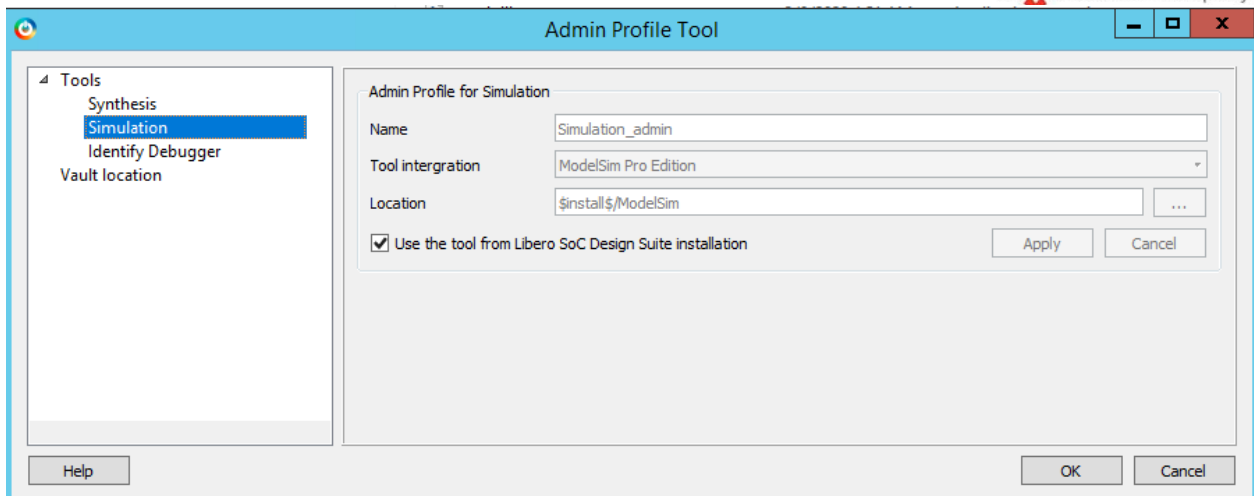 Admin Profile Tool
Tools
Synthesis
Simulation
Identify Debugger
Vault location
Admin Profile for Simulation
Name Simulation_admin
Tool intergration ModelSim Pro Edition
Location $install$/ModelSim ...
Use the tool from Libero SoC Design Suite installation Apply Cancel
Help OK Cancel